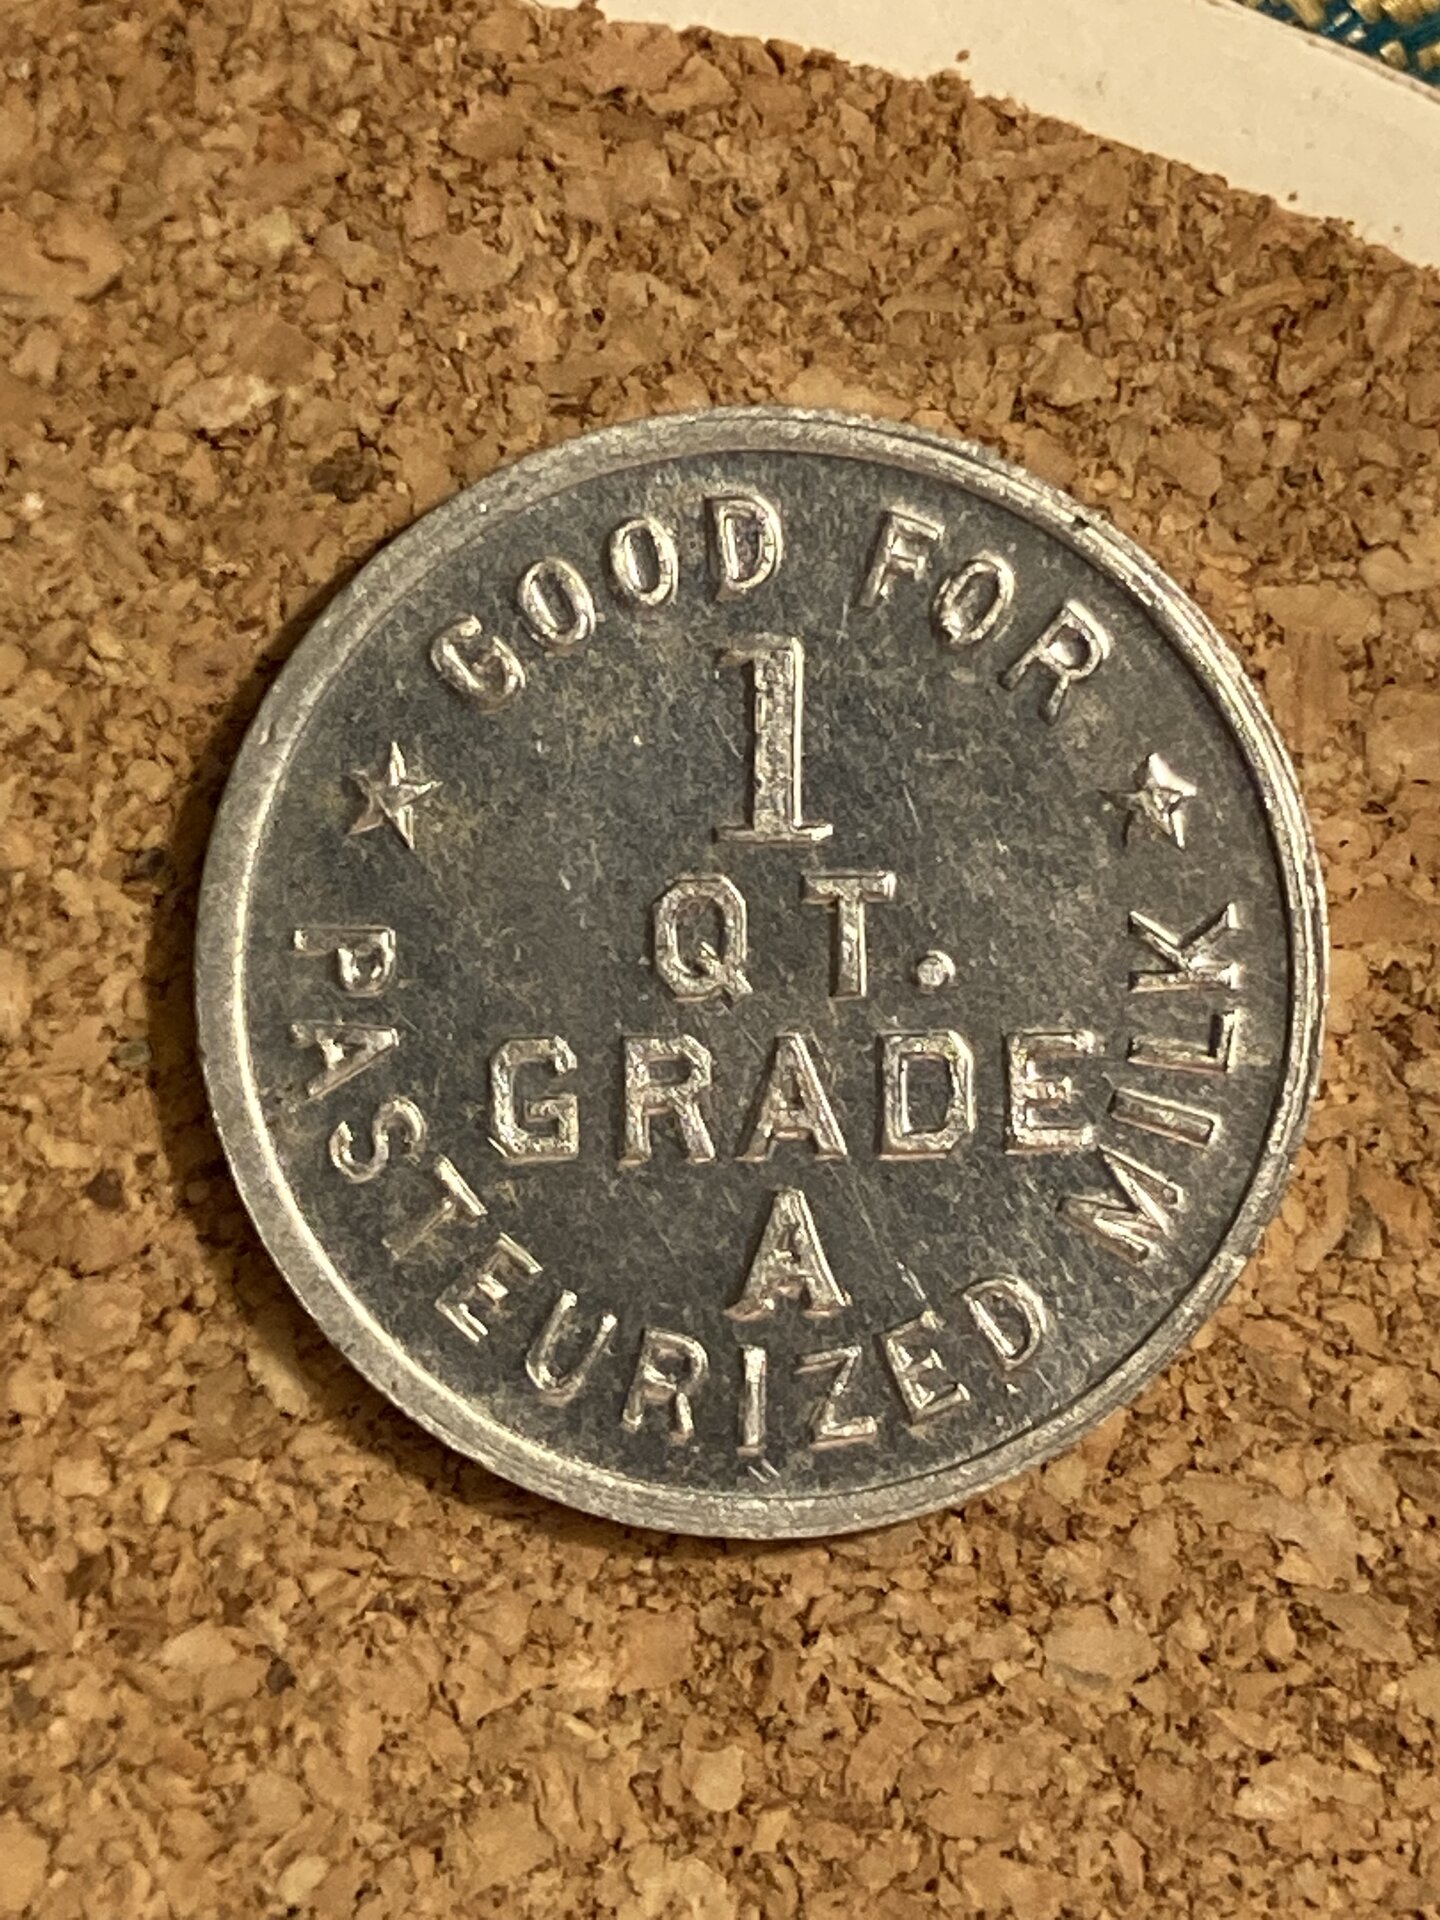 GOOD FOR
1
QT.
GRADE
A
PASTEURIZED MILK